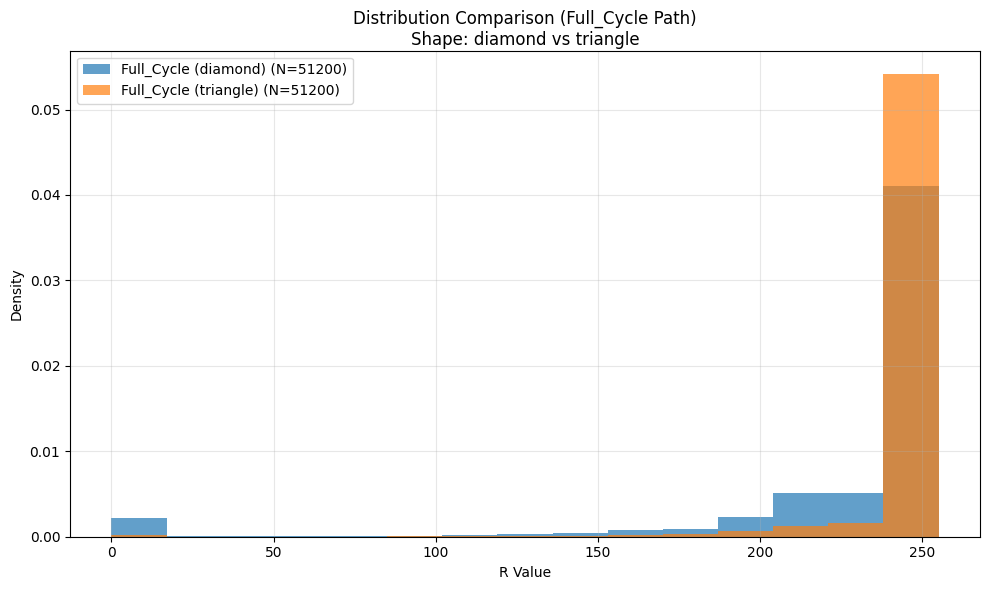 Distribution Comparison (Full_Cycle Path)
Shape: diamond vs triangle
Full_Cycle (diamond) (N=51200)
Full_Cycle (triangle) (N=51200)
Density
0.05
0.04
0.03
0.02
0.01
0.00
0 50 100 150 200 250
R Value